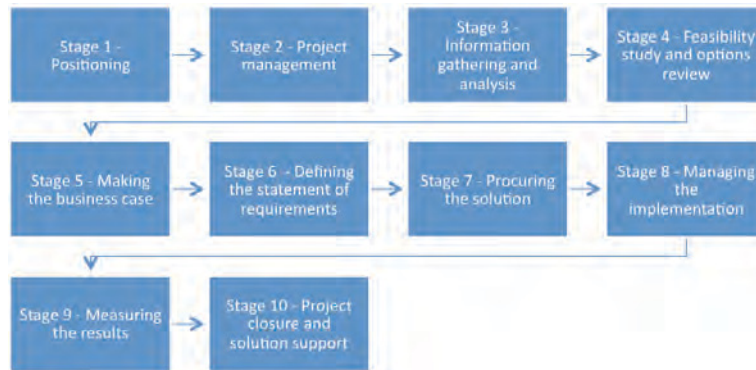 Stage 1 -
Positioning
Stage 2 - Project
management
Stage 3 -
Information
gathering and
analysis
Stage 4 - Feasibility
study and options
review
Stage 5 - Making
the business case
Stage 6 - Defining
the statement of
requirements
Stage 7 - Procuring
the solution
Stage 8 - Managing
the
implementation
Stage 9 - Measuring
the results
Stage 10 - Project
closure and
solution support